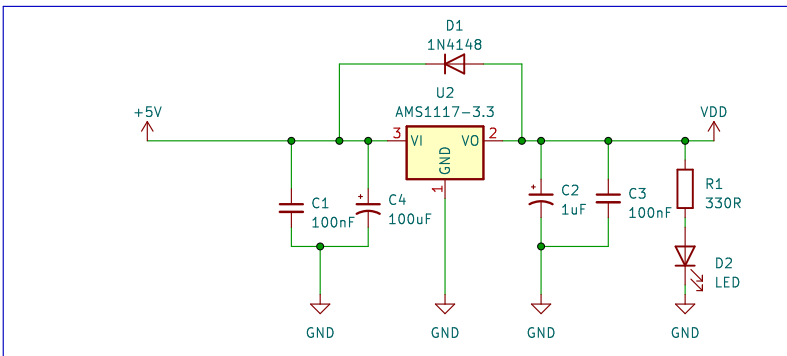 D1
1N4148
U2
AMS1117-3.3
+5V
VDD
3
VI
VO
2
GND
1
C1
100nF
C4
100uF
C2
1uF
C3
100nF
R1
330R
D2
LED
+
+
GND
GND
GND
GND